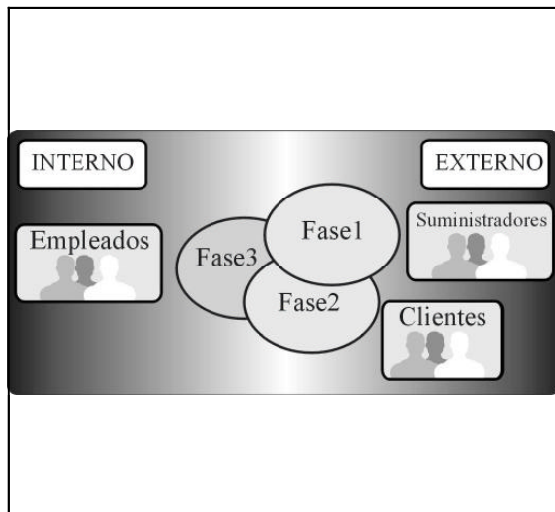 INTERNO
EXTERNO
Empleados
Fase1
Suministradores
Fase3
Fase2
Clientes